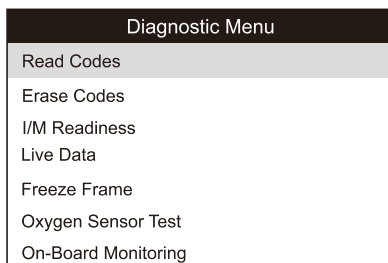 Diagnostic Menu
Read Codes
Erase Codes
I/M Readiness
Live Data
Freeze Frame
Oxygen Sensor Test
On-Board Monitoring